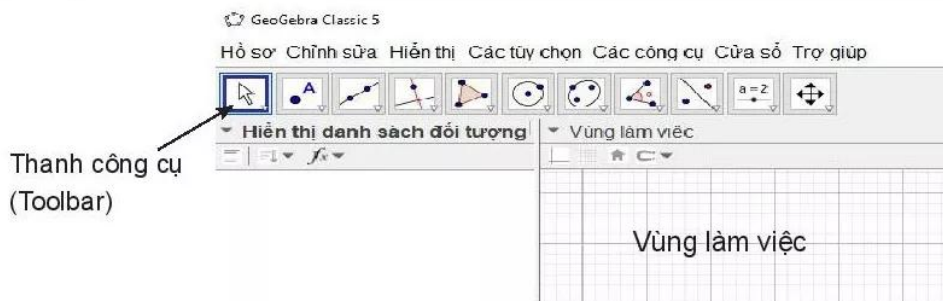 GeoGebra Classic 5
Hồ sơ Chỉnh sửa Hiển thị Các tùy chọn Các công cụ Cửa sổ Trợ giúp
A
a = 2
Hiển thị danh sách đối tượng
Vùng làm việc
fx
Thanh công cụ
(Toolbar)
Vùng làm việc